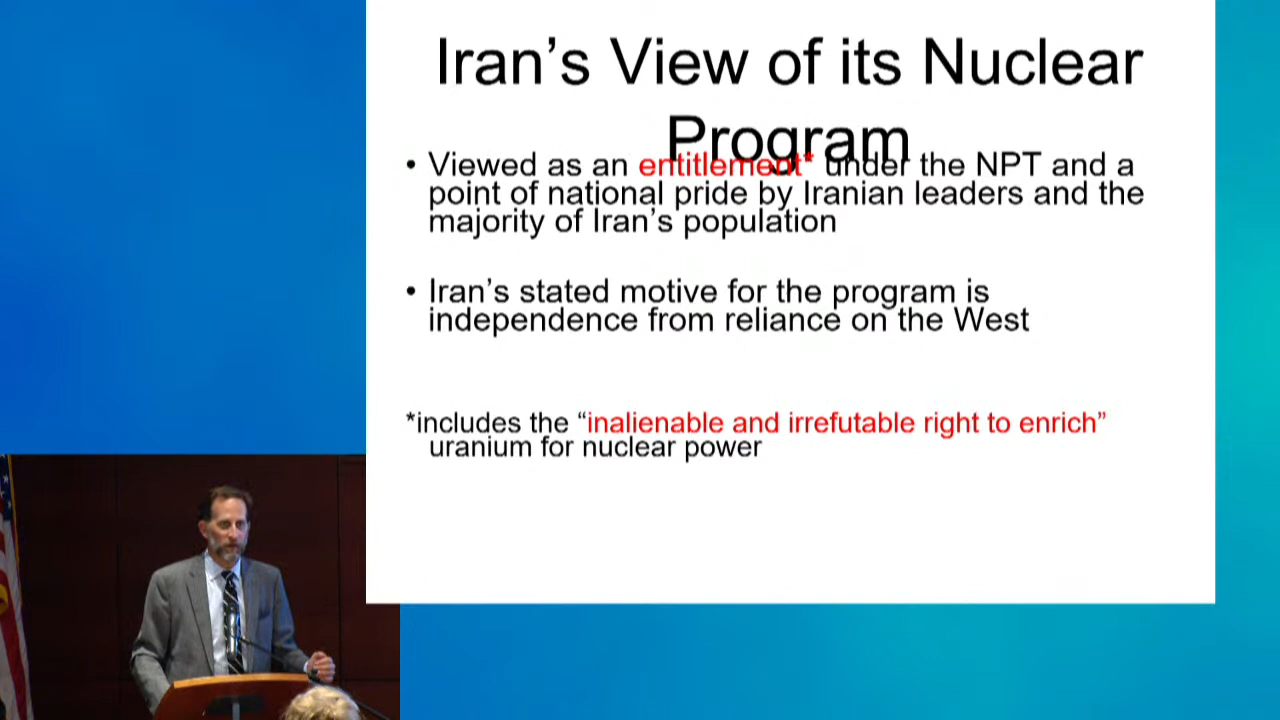 Iran’s View of its Nuclear
Program
• Viewed as an entitlement* under the NPT and a
point of national pride by Iranian leaders and the
majority of Iran’s population
• Iran’s stated motive for the program is
independence from reliance on the West
*includes the “inalienable and irrefutable right to enrich”
uranium for nuclear power